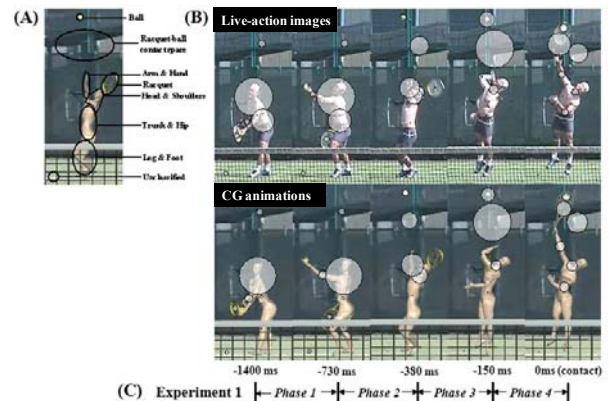 (A)
Ball
Racquet-ball
contact space
Arm & Hand
Racquet
Head & Shoulders
Trunk & Hip
Leg & Foot
Unclassified
(B)
Live-action images
CG animations
-1400 ms
-730 ms
-380 ms
-150 ms
0ms (contact)
(C) Experiment 1
Phase 1
Phase 2
Phase 3
Phase 4